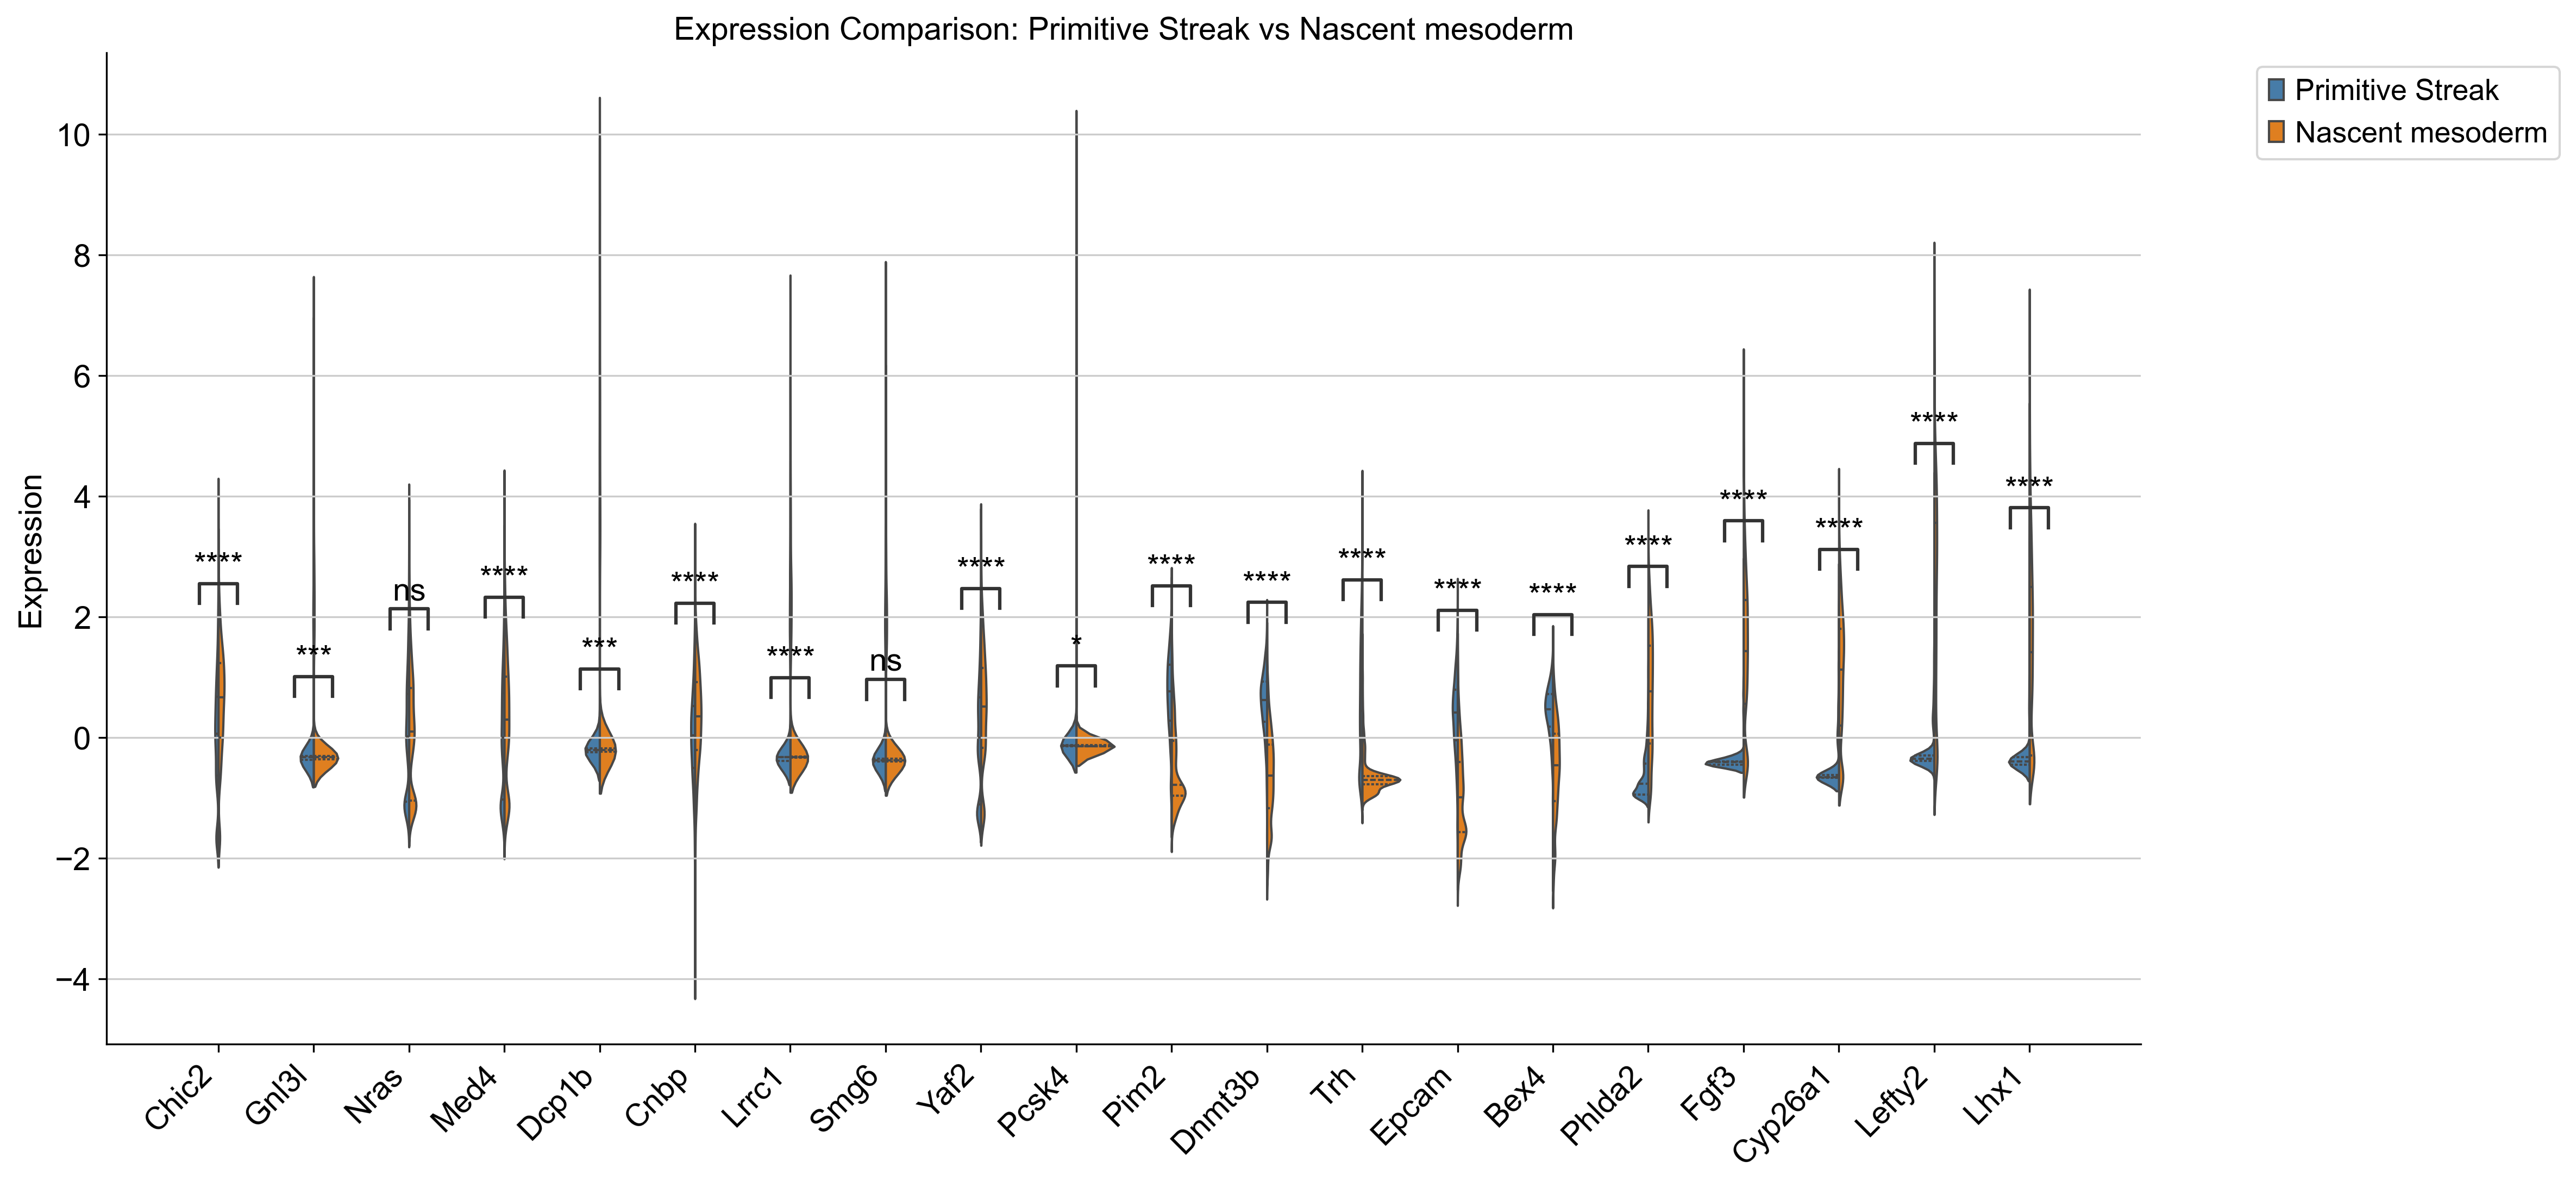 Expression Comparison: Primitive Streak vs Nascent mesoderm
Primitive Streak
Nascent mesoderm
Expression
10
8
6
4
2
0
−2
−4
****
***
ns
****
***
****
****
ns
****
*
****
****
****
****
****
****
****
****
****
****
Chic2
Gnl3l
Nras
Med4
Dcp1b
Cnbp
Lrrc1
Smg6
Yaf2
Pcsk4
Pim2
Dnmt3b
Trh
Epcam
Bex4
Phlda2
Fgf3
Cyp26a1
Lefty2
Lhx1